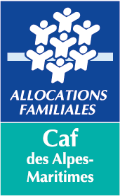 ALLOCATIONS
FAMILIALES
Caf
des Alpes-
Maritimes